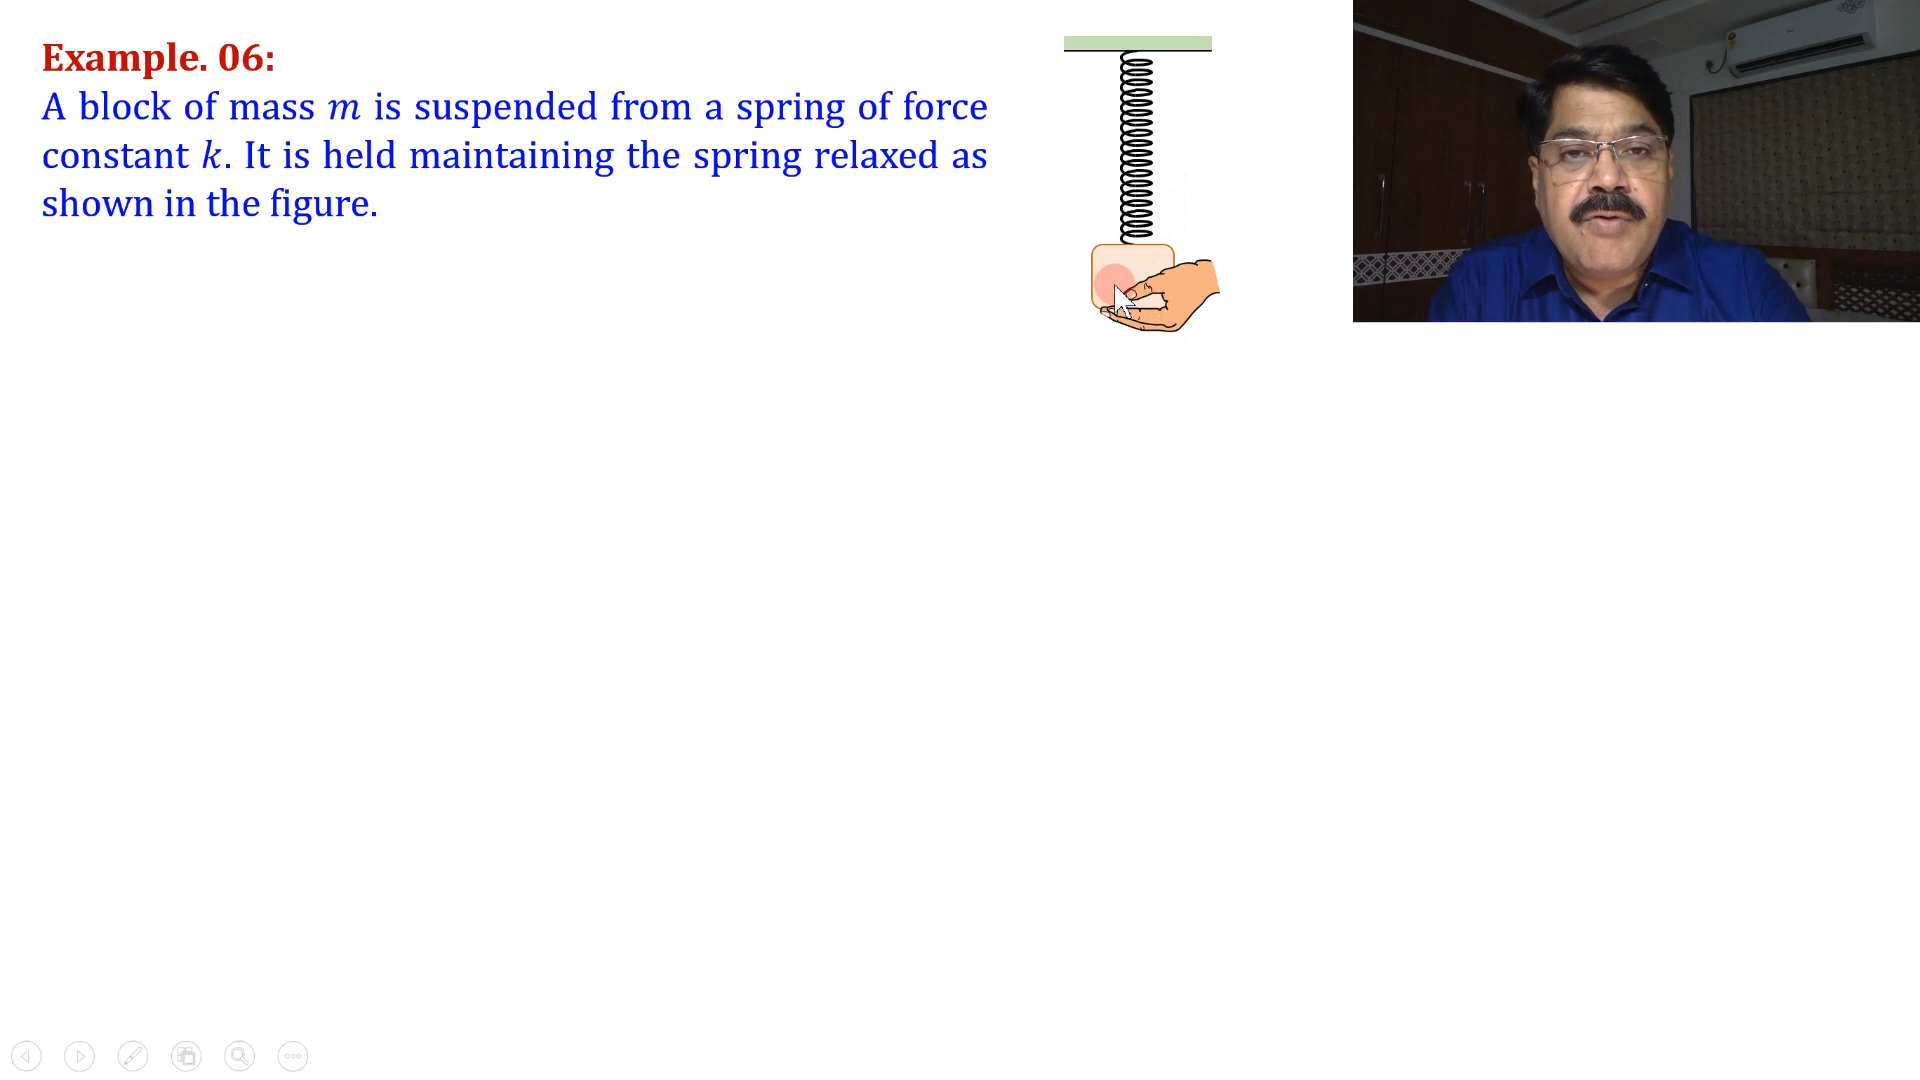 Example. 06:
A block of mass m is suspended from a spring of force
constant k. It is held maintaining the spring relaxed as
shown in the figure.